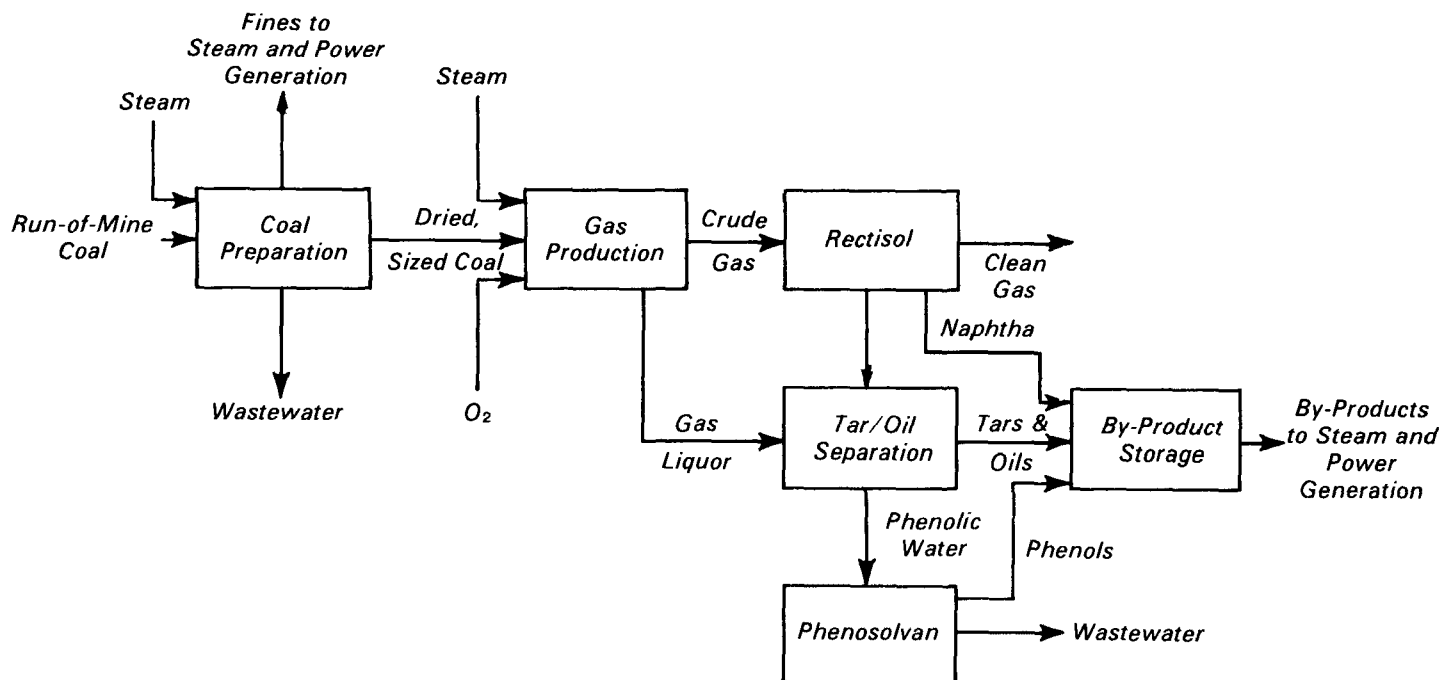 Fines to
Steam and Power
Generation
Steam
Steam
Run-of-Mine
Coal
Coal
Preparation
Dried,
Sized Coal
Gas
Production
Crude
Gas
Rectisol
Clean
Gas
Naphtha
Wastewater
O₂
Gas
Liquor
Tar/Oil
Separation
Tars &
Oils
By-Product
Storage
By-Products
to Steam and
Power
Generation
Phenolic
Water
Phenols
Phenosolvan
Wastewater